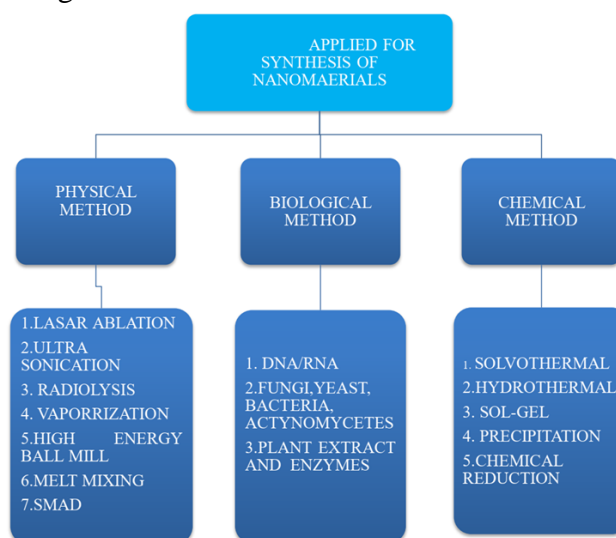 APPLIED FOR
SYNTHESIS OF
NANOMAERIALS
PHYSICAL
METHOD
BIOLOGICAL
METHOD
CHEMICAL
METHOD
1.LASAR ABLATION
2.ULTRA
SONICATION
3. RADIOLYSIS
4. VAPORRIZATION
5.HIGH ENERGY
BALL MILL
6.MELT MIXING
7.SMAD
1. DNA/RNA
2.FUNGI,YEAST,
BACTERIA,
ACTYNOMYCETES
3.PLANT EXTRACT
AND ENZYMES
1. SOLVOTHERMAL
2.HYDROTHERMAL
3. SOL-GEL
4. PRECIPITATION
5.CHEMICAL
REDUCTION